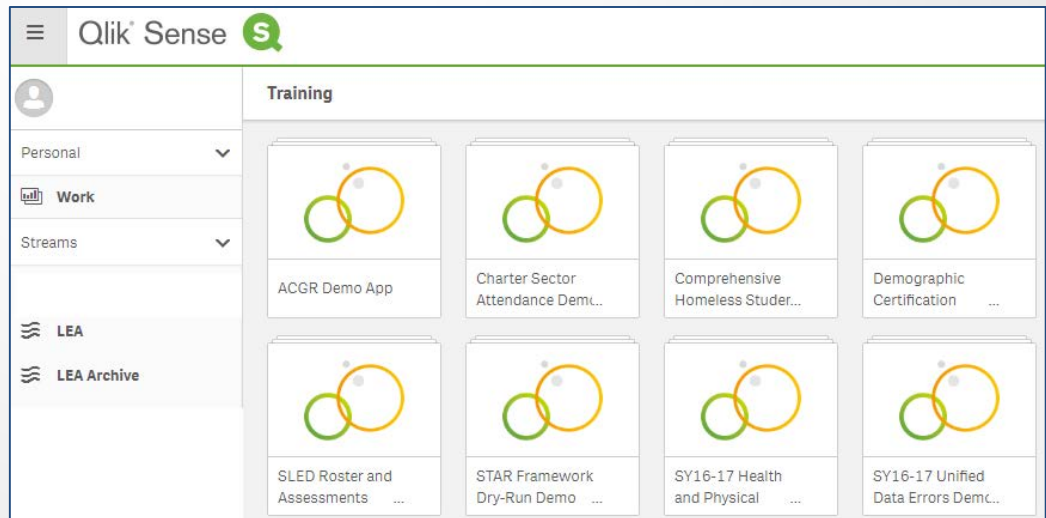 Qlik Sense
Training
Personal
Work
Streams
LEA
LEA Archive
ACGR Demo App
Charter Sector
Attendance Demo...
Comprehensive
Homeless Studer...
Demographic
Certification ...
SLED Roster and
Assessments ...
STAR Framework
Dry-Run Demo ...
SY16-17 Health
and Physical ...
SY16-17 Unified
Data Errors Demo...